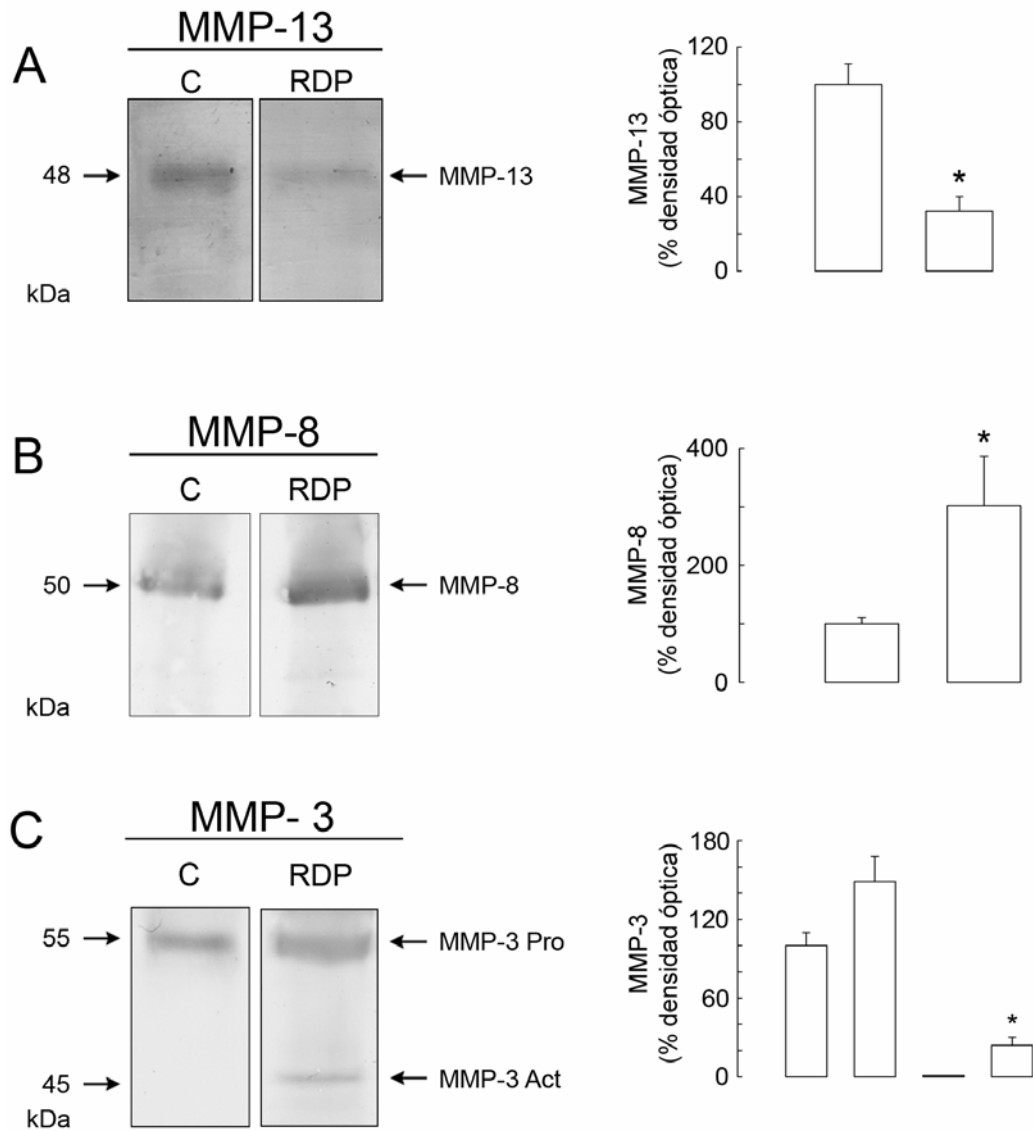 A
MMP-13
C RDP
48
MMP-13
kDa
MMP-13
(% densidad óptica)
120
80
40
0
*
B
MMP-8
C RDP
50
MMP-8
kDa
MMP-8
(% densidad óptica)
400
200
0
*
C
MMP- 3
C RDP
55
MMP-3 Pro
45
MMP-3 Act
kDa
MMP-3
(% densidad óptica)
180
120
60
0
*